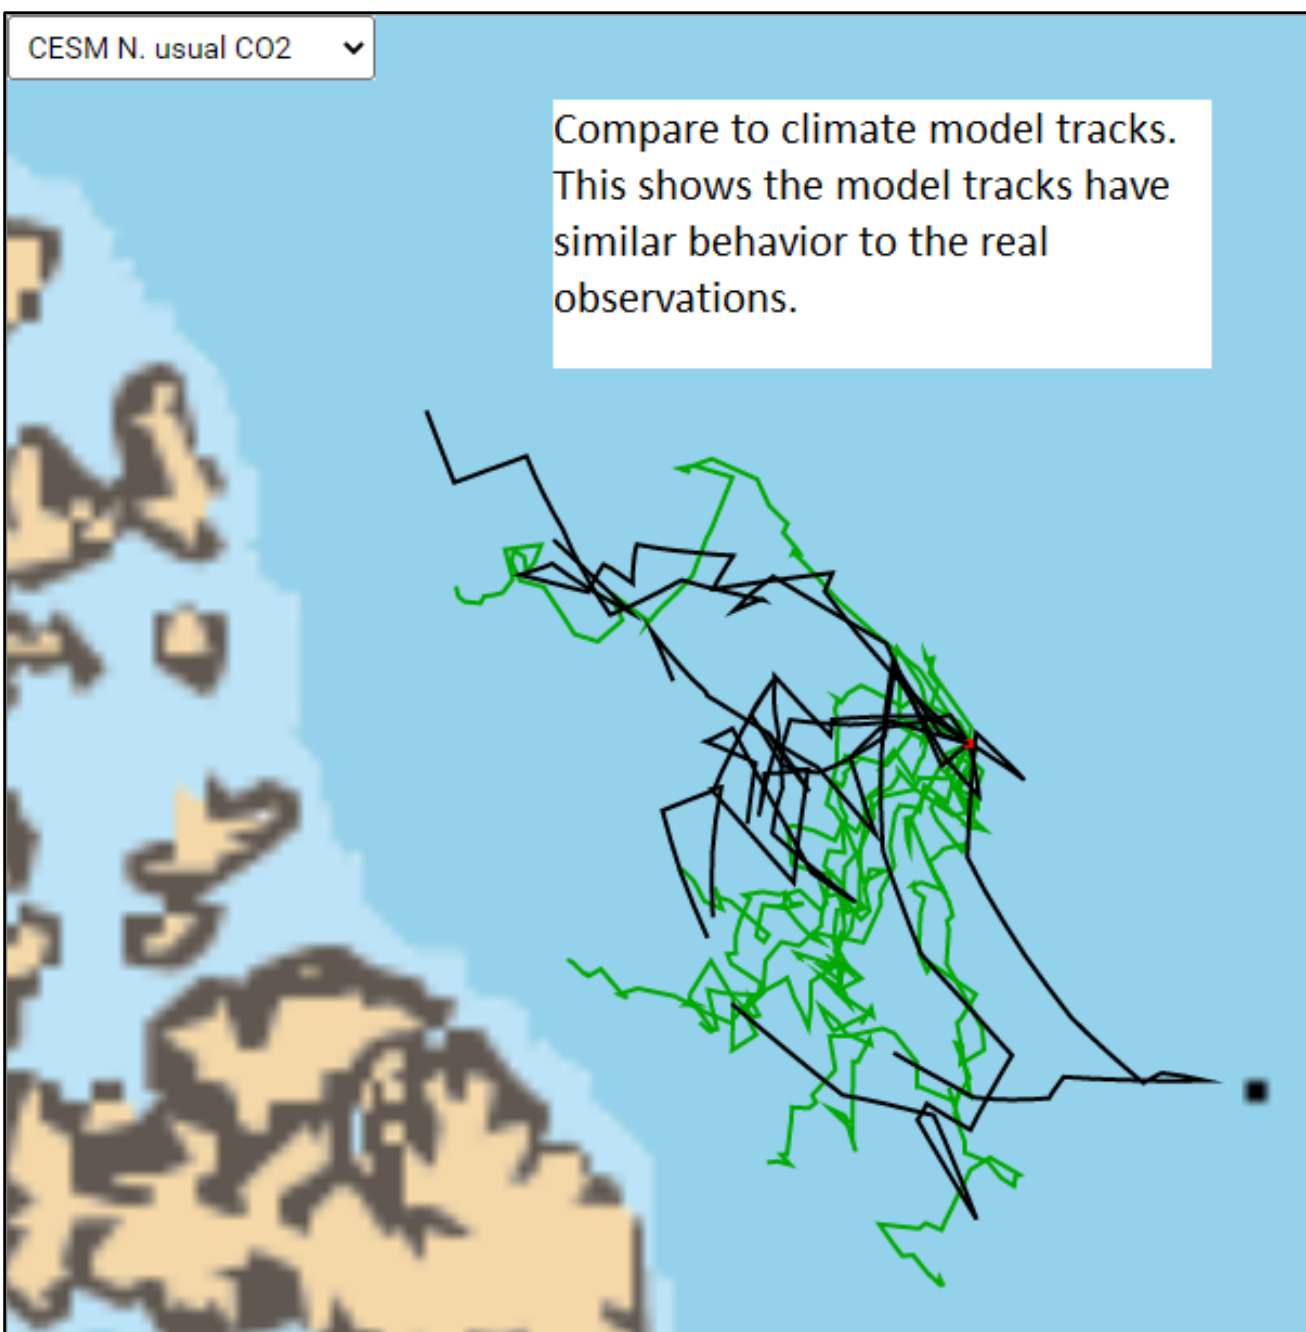 CESM N. usual CO2
Compare to climate model tracks.
This shows the model tracks have
similar behavior to the real
observations.